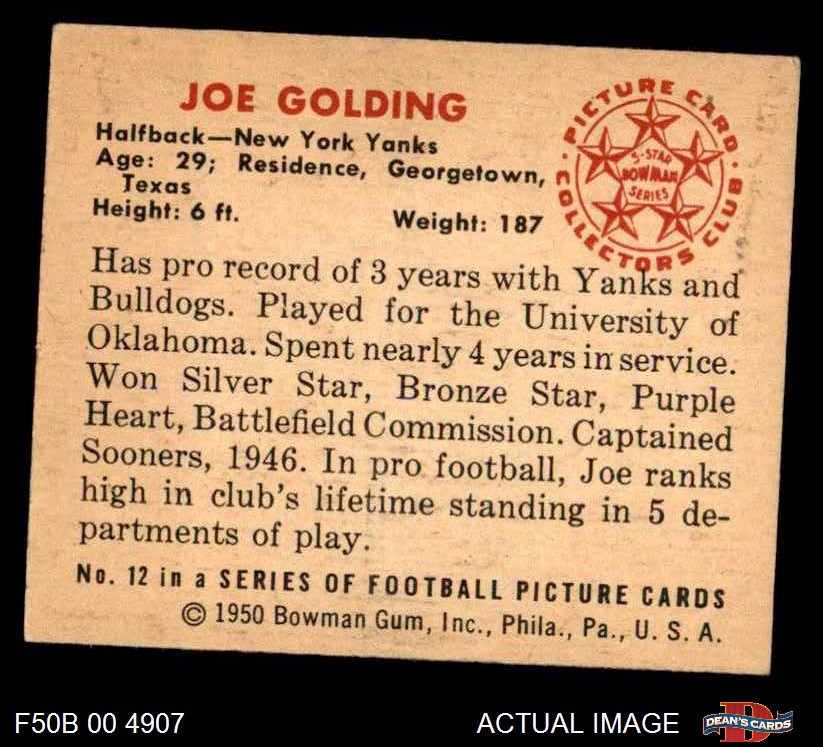 JOE GOLDING
Halfback—New York Yanks
Age: 29; Residence, Georgetown,
Texas
Height: 6 ft. Weight: 187
PICTURE CARD
COLLECTORS CLUB
5-STAR
BOWMAN
SERIES
Has pro record of 3 years with Yanks and
Bulldogs. Played for the University of
Oklahoma. Spent nearly 4 years in service.
Won Silver Star, Bronze Star, Purple
Heart, Battlefield Commission. Captained
Sooners, 1946. In pro football, Joe ranks
high in club's lifetime standing in 5 de-
partments of play.
No. 12 in a SERIES OF FOOTBALL PICTURE CARDS
© 1950 Bowman Gum, Inc., Phila., Pa., U. S. A.
F50B 00 4907 ACTUAL IMAGE
D
DEAN'S CARDS